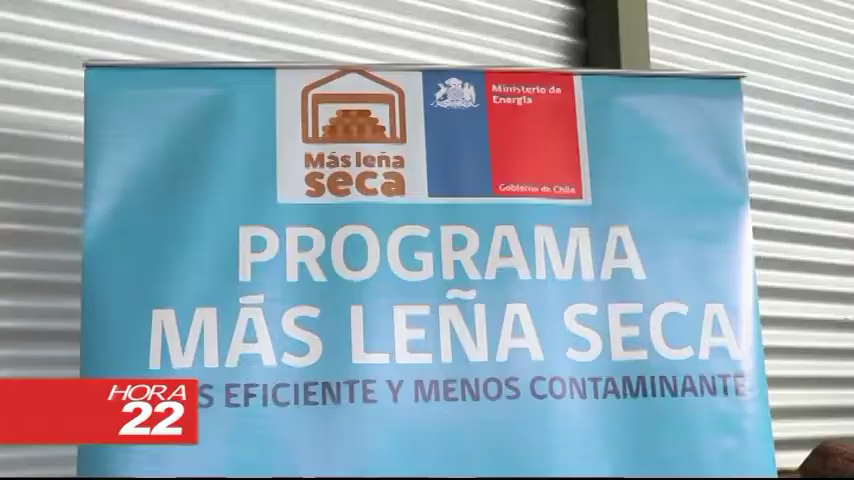 Más leña
seca
Ministerio de
Energía
Gobierno de Chile
PROGRAMA
MÁS LEÑA SECA
S EFICIENTE Y MENOS CONTAMINANTE
HORA
22